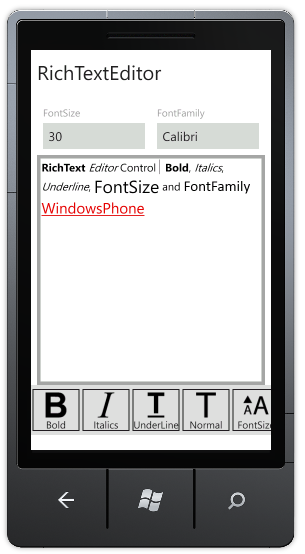 RichTextEditor
FontSize FontFamily
30 Calibri
RichText Editor Control Bold, Italics,
Underline, FontSize and FontFamily
WindowsPhone
B I T T AA
Bold Italics UnderLine Normal FontSize